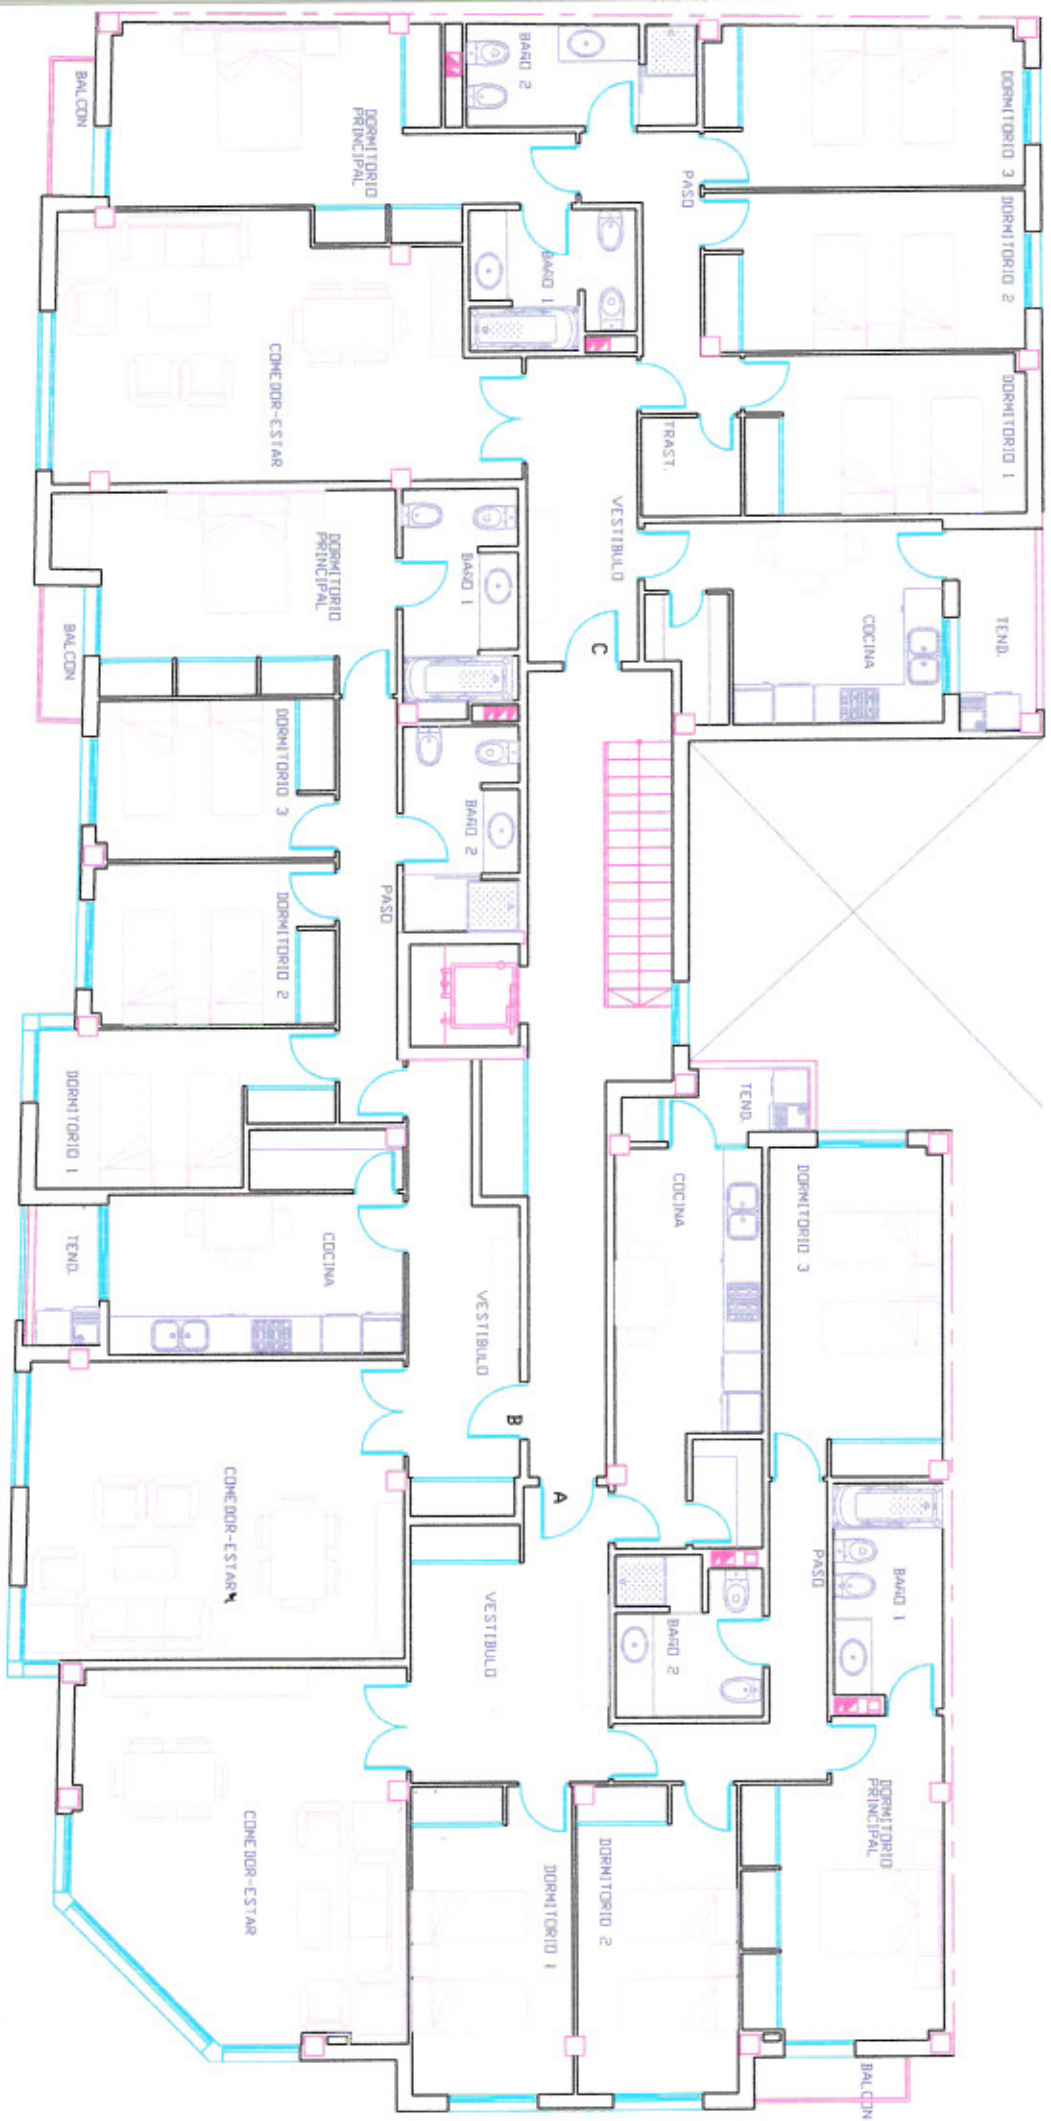 DORMITORIO 3
DORMITORIO 2
DORMITORIO 1
TEND.
COCINA
PASO
TRAST.
VESTIBULO
C
BAÑO 2
BAÑO 1
DORMITORIO
PRINCIPAL
COMEDOR-ESTAR
BALCON
DORMITORIO
PRINCIPAL
BAÑO 1
BALCON
DORMITORIO 3
BAÑO 2
DORMITORIO 2
PASO
DORMITORIO 1
TEND.
COCINA
VESTIBULO
B
COMEDOR-ESTAR
TEND.
COCINA
DORMITORIO 3
A
PASO
BAÑO 1
BAÑO 2
VESTIBULO
DORMITORIO
PRINCIPAL
COMEDOR-ESTAR
DORMITORIO 1
DORMITORIO 2
BALCON